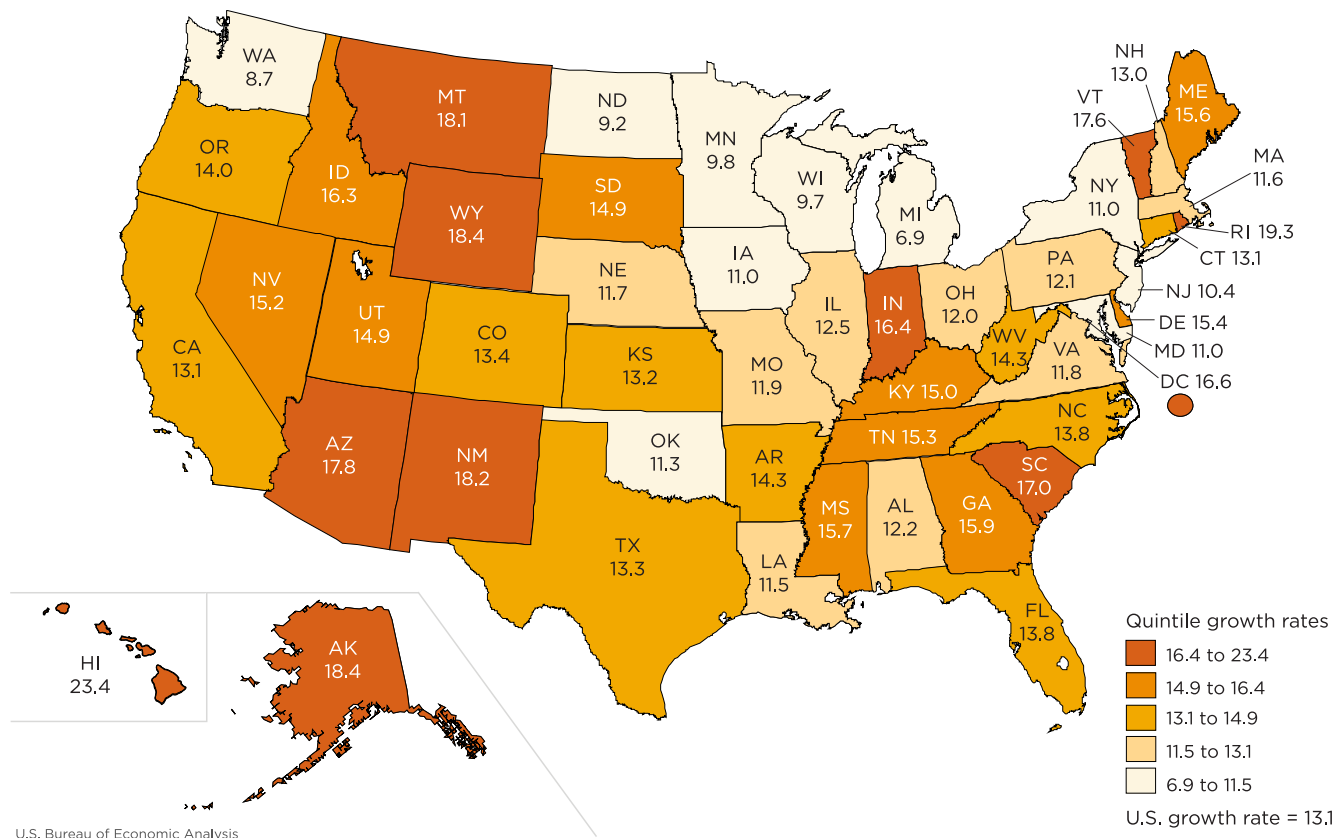 WA
8.7
OR
14.0
CA
13.1
ID
16.3
NV
15.2
MT
18.1
WY
18.4
UT
14.9
AZ
17.8
CO
13.4
NM
18.2
ND
9.2
SD
14.9
NE
11.7
KS
13.2
OK
11.3
TX
13.3
MN
9.8
IA
11.0
MO
11.9
AR
14.3
LA
11.5
WI
9.7
IL
12.5
MI
6.9
IN
16.4
OH
12.0
KY 15.0
TN 15.3
MS
15.7
AL
12.2
GA
15.9
FL
13.8
SC
17.0
NC
13.8
VA
11.8
WV
14.3
PA
12.1
NY
11.0
VT
17.6
NH
13.0
ME
15.6
MA
11.6
RI 19.3
CT 13.1
NJ 10.4
DE 15.4
MD 11.0
DC 16.6
HI
23.4
AK
18.4
Quintile growth rates
16.4 to 23.4
14.9 to 16.4
13.1 to 14.9
11.5 to 13.1
6.9 to 11.5
U.S. growth rate = 13.1
U.S. Bureau of Economic Analysis